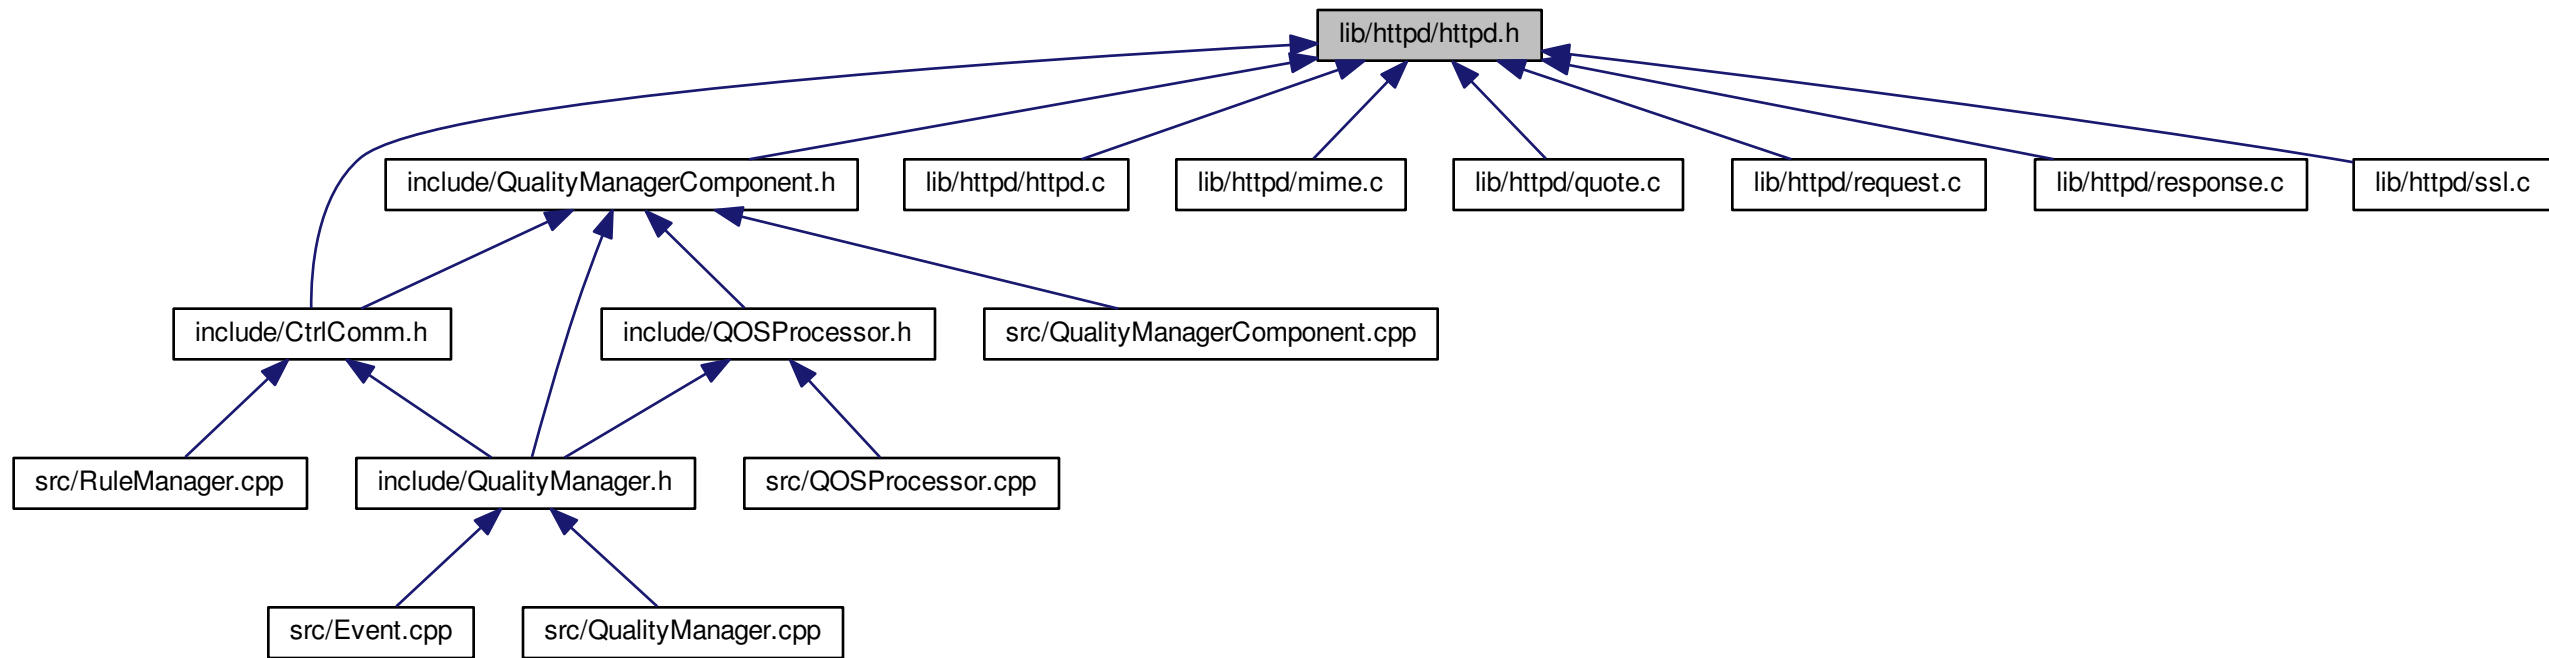 lib/httpd/httpd.h
include/QualityManagerComponent.h
lib/httpd/httpd.c
lib/httpd/mime.c
lib/httpd/quote.c
lib/httpd/request.c
lib/httpd/response.c
lib/httpd/ssl.c
include/CtrlComm.h
include/QOSProcessor.h
src/QualityManagerComponent.cpp
src/RuleManager.cpp
include/QualityManager.h
src/QOSProcessor.cpp
src/Event.cpp
src/QualityManager.cpp